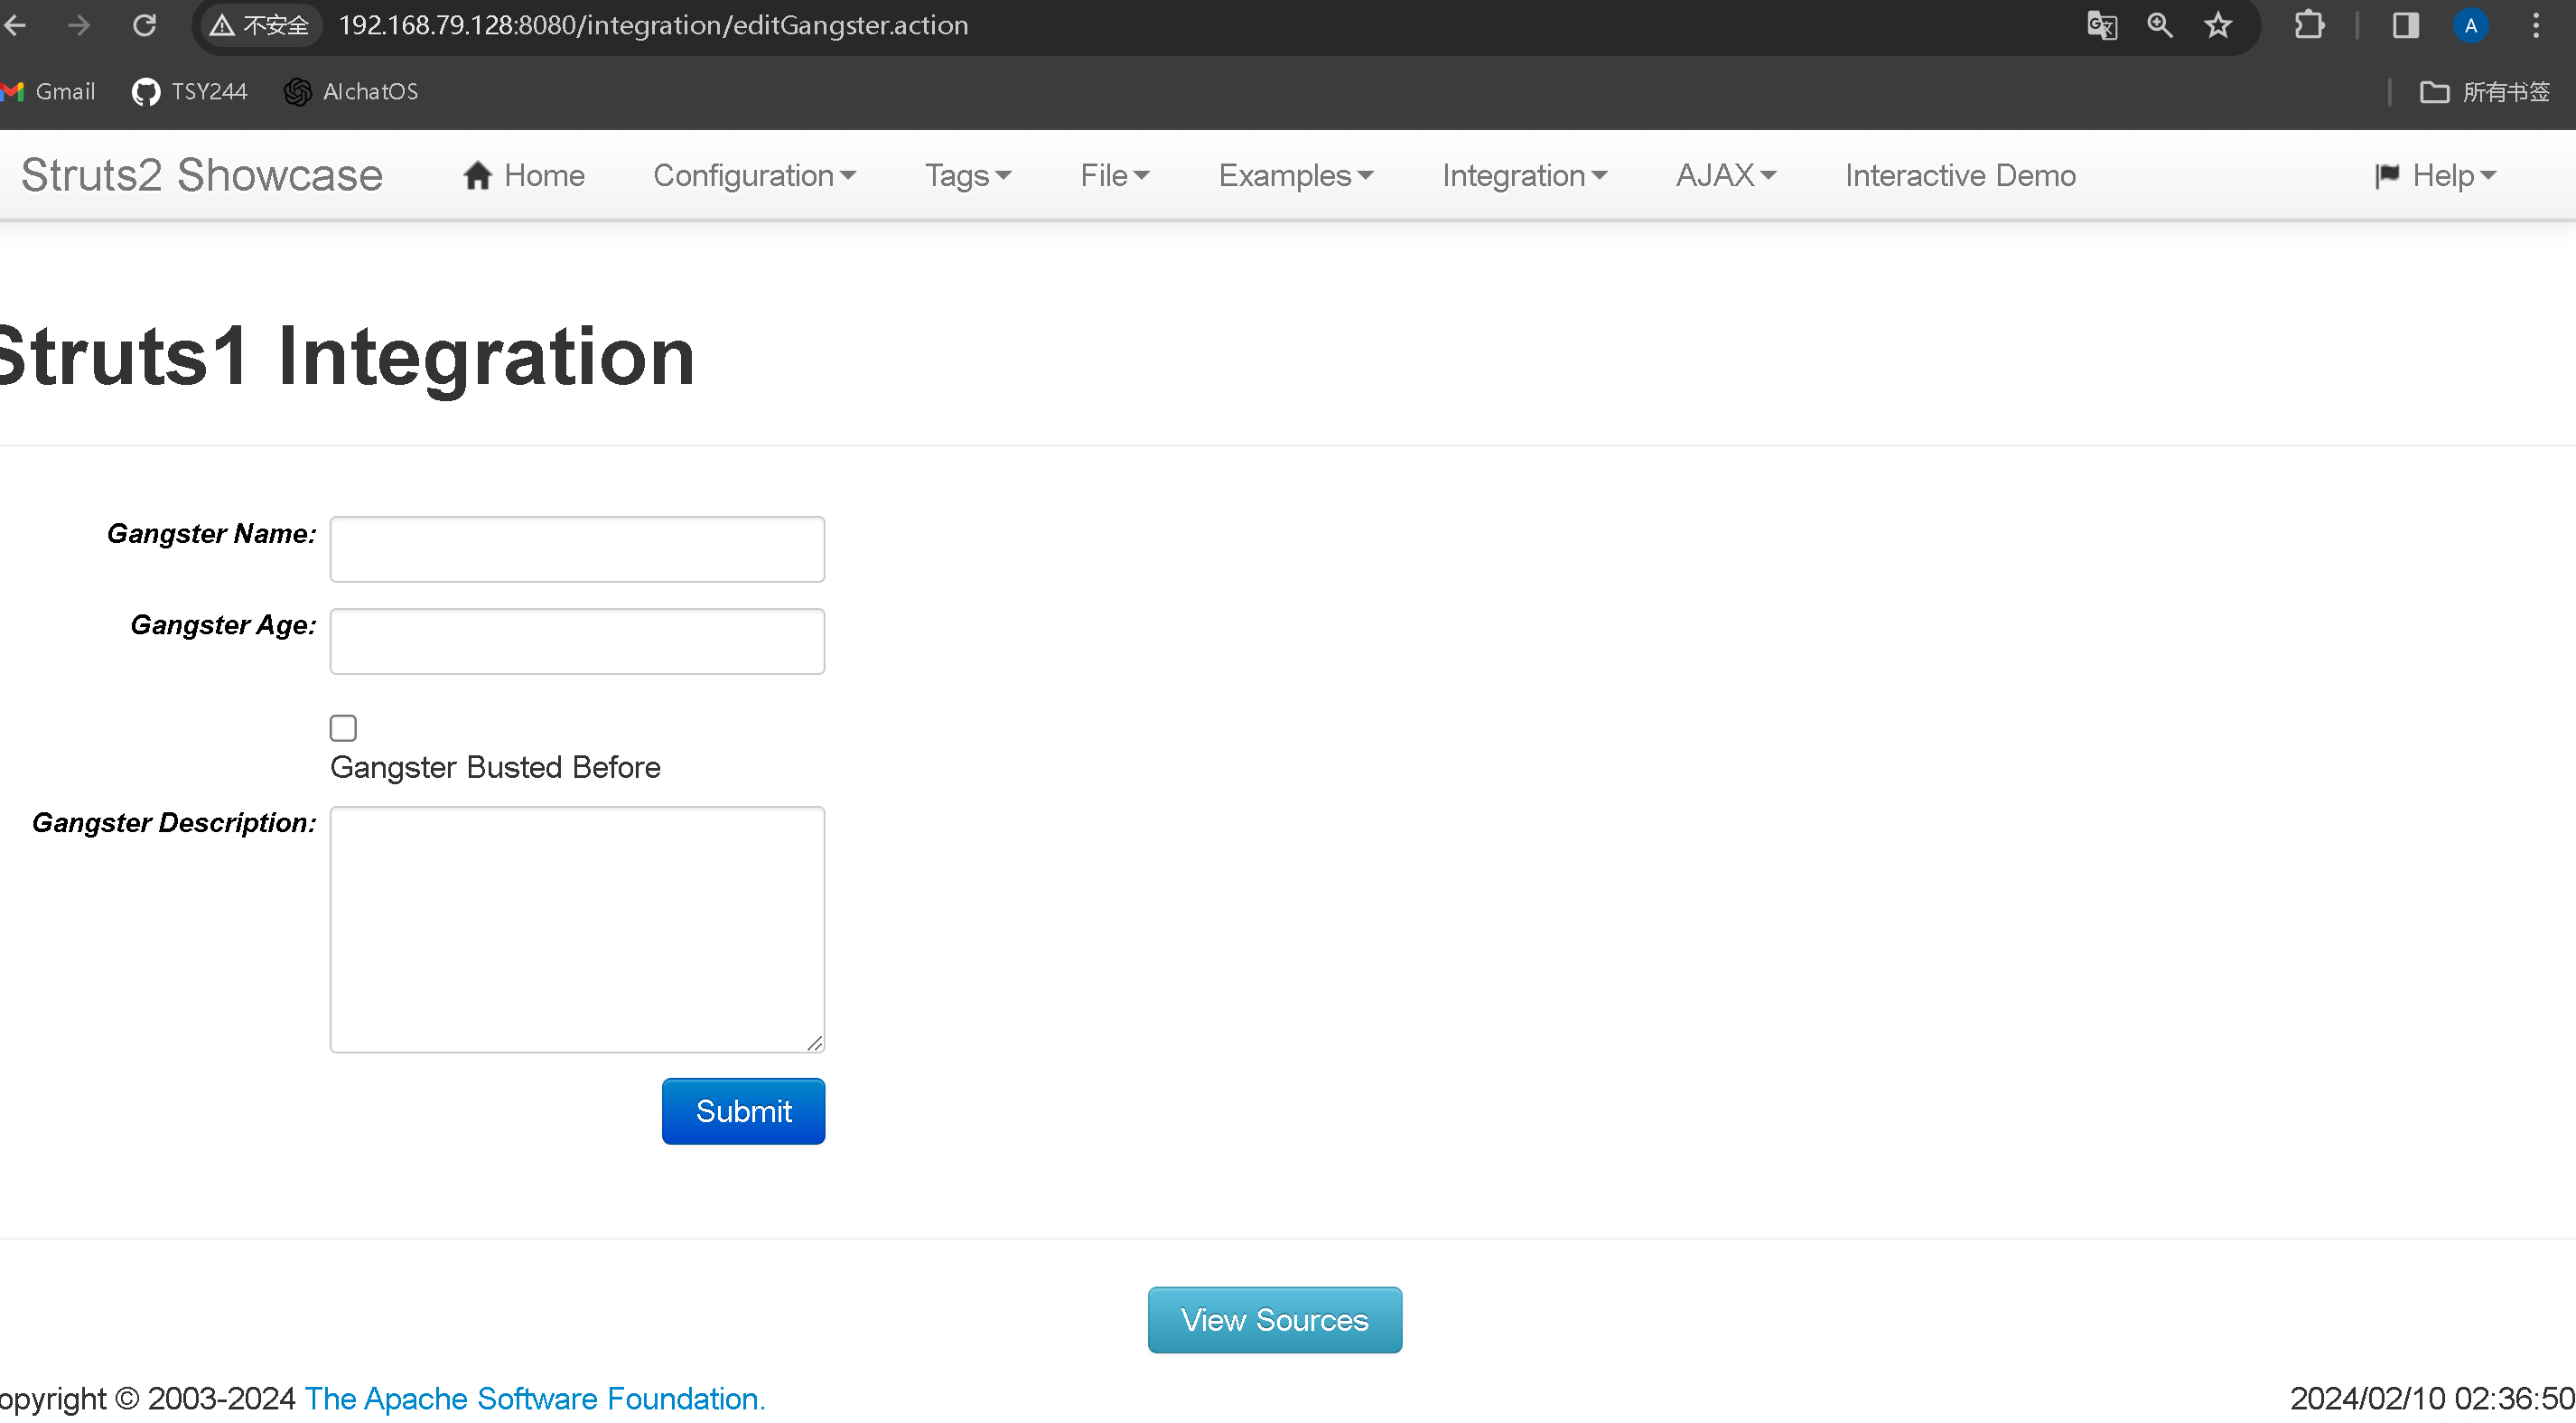 不安全 192.168.79.128:8080/integration/editGangster.action A
Gmail TSY244 AIchatOS 所有书签
Struts2 Showcase Home Configuration Tags File Examples Integration AJAX Interactive Demo Help
Struts1 Integration
Gangster Name:
Gangster Age:
Gangster Busted Before
Gangster Description:
Submit
View Sources
opyright © 2003-2024 The Apache Software Foundation. 2024/02/10 02:36:50